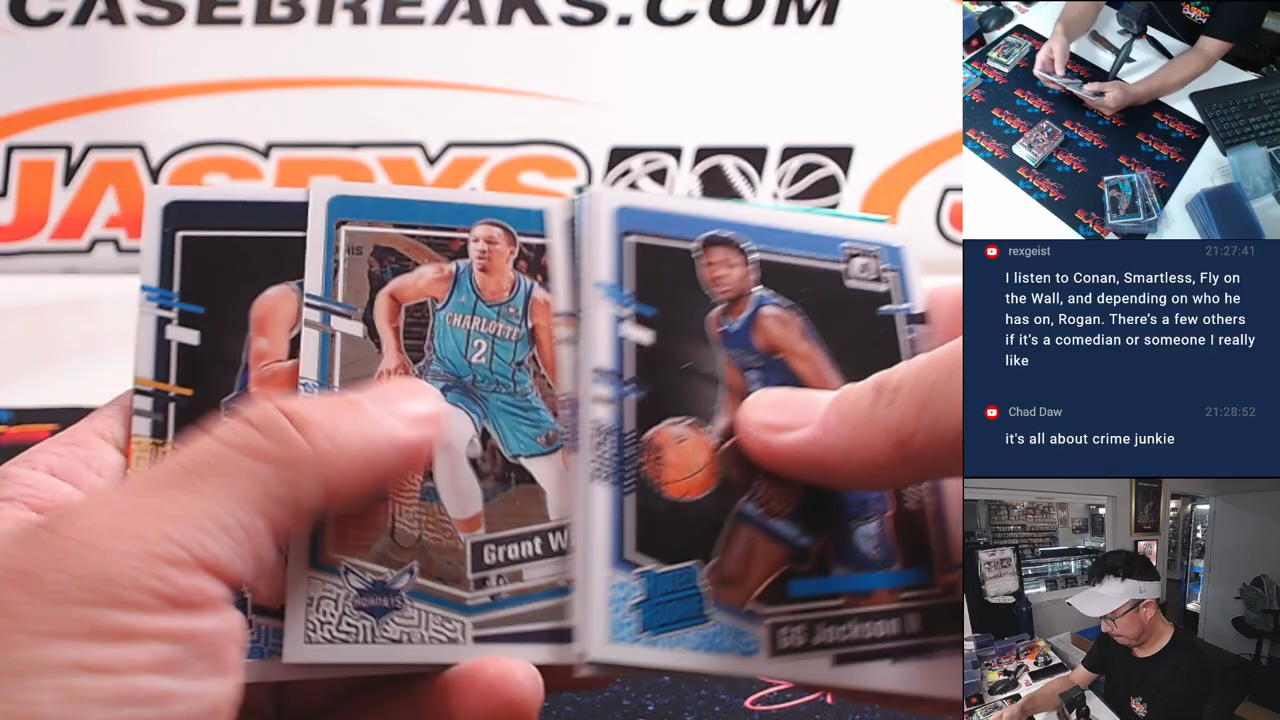 CASEBREAKS.COM
JASPYS
CHARLOTTE
2
Grant W
HORNETS
GG Jackson II
rexgeist 21:27:41
I listen to Conan, Smartless, Fly on
the Wall, and depending on who he
has on, Rogan. There's a few others
if it's a comedian or someone I really
like
Chad Daw 21:28:52
it's all about crime junkie